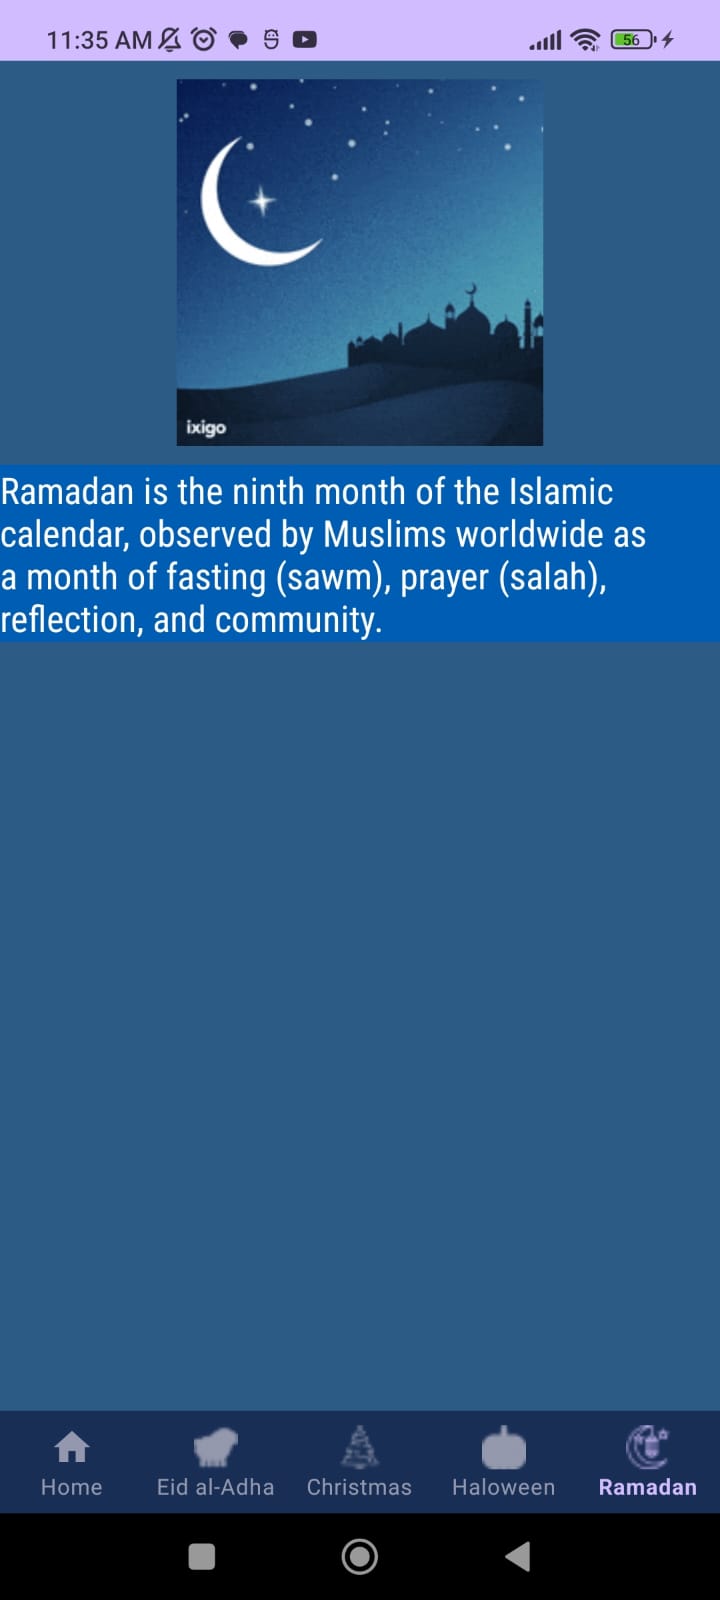 11:35 AM
56
ixigo
Ramadan is the ninth month of the Islamic
calendar, observed by Muslims worldwide as
a month of fasting (sawm), prayer (salah),
reflection, and community.
Home Eid al-Adha Christmas Haloween Ramadan